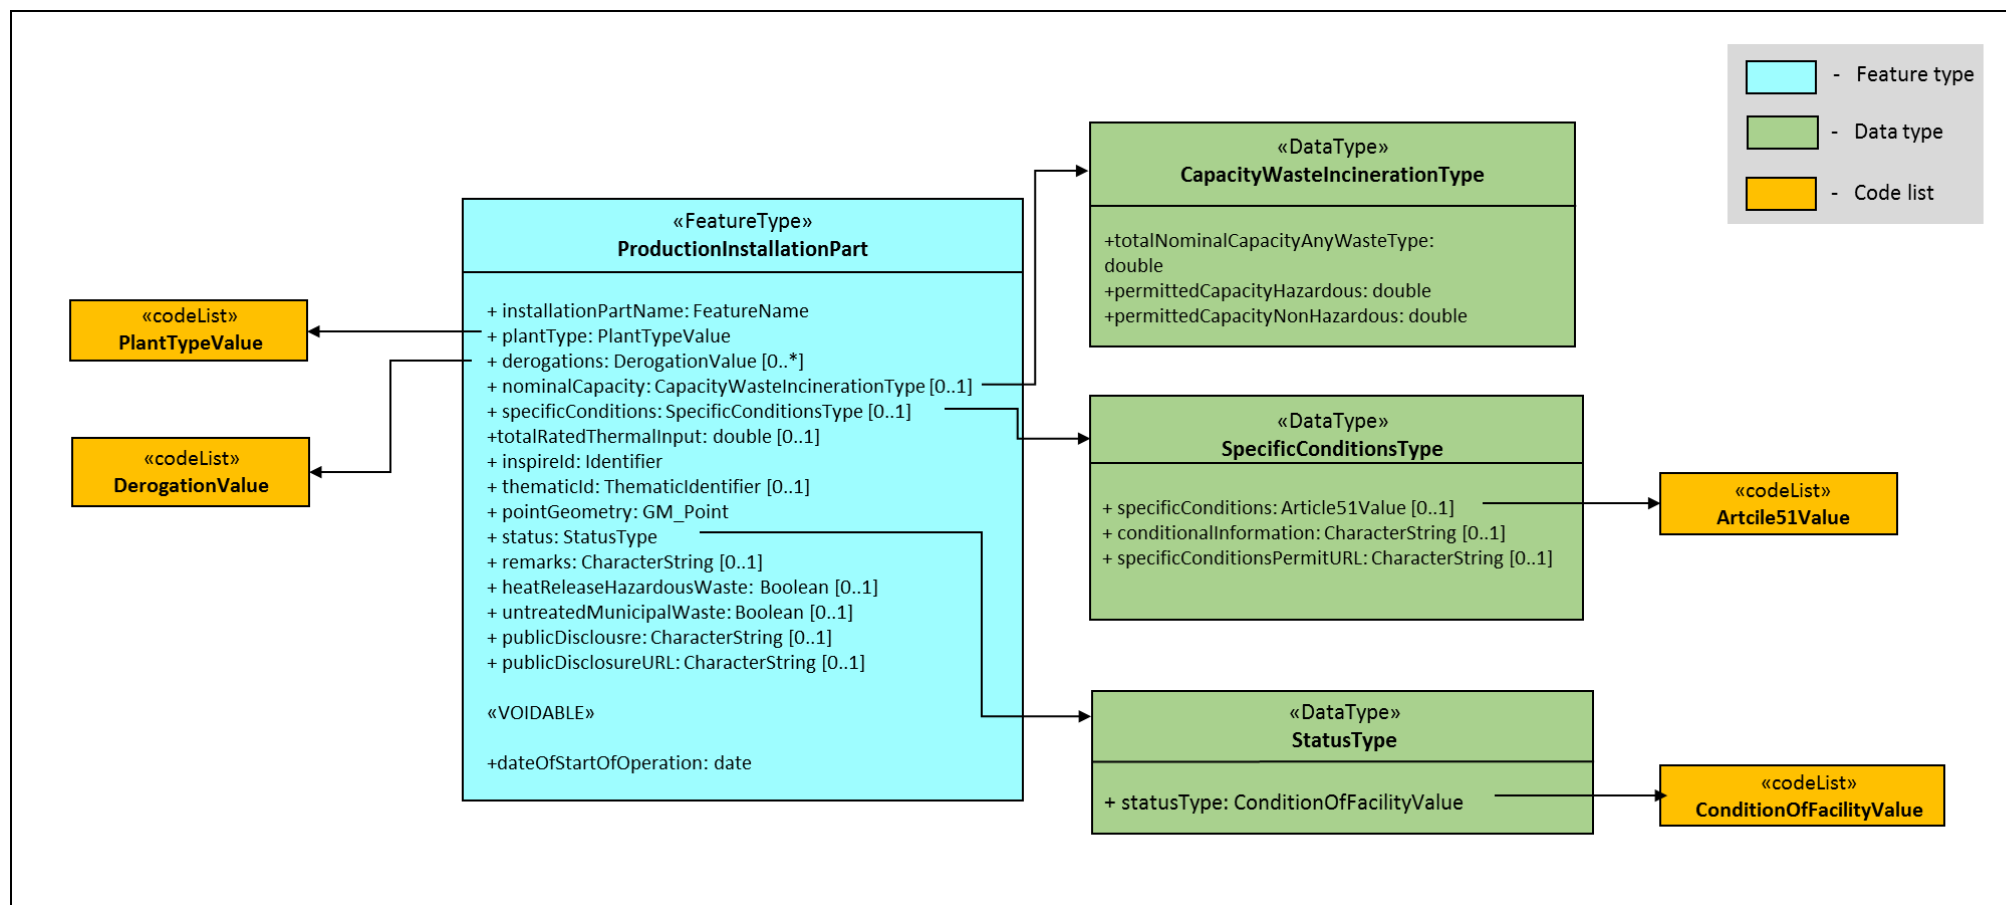 - Feature type
- Data type
- Code list
«FeatureType»
ProductionInstallationPart
+ installationPartName: FeatureName
+ plantType: PlantTypeValue
+ derogations: DerogationValue [0..*]
+ nominalCapacity: CapacityWasteIncinerationType [0..1]
+ specificConditions: SpecificConditionsType [0..1]
+totalRatedThermalInput: double [0..1]
+ inspireId: Identifier
+ thematicId: ThematicIdentifier [0..1]
+ pointGeometry: GM_Point
+ status: StatusType
+ remarks: CharacterString [0..1]
+ heatReleaseHazardousWaste: Boolean [0..1]
+ untreatedMunicipalWaste: Boolean [0..1]
+ publicDisclousre: CharacterString [0..1]
+ publicDisclosureURL: CharacterString [0..1]
«VOIDABLE»
+dateOfStartOfOperation: date
«codeList»
PlantTypeValue
«codeList»
DerogationValue
«DataType»
CapacityWasteIncinerationType
+totalNominalCapacityAnyWasteType:
double
+permittedCapacityHazardous: double
+permittedCapacityNonHazardous: double
«DataType»
SpecificConditionsType
+ specificConditions: Article51Value [0..1]
+ conditionalInformation: CharacterString [0..1]
+ specificConditionsPermitURL: CharacterString [0..1]
«codeList»
Artcile51Value
«DataType»
StatusType
+ statusType: ConditionOfFacilityValue
«codeList»
ConditionOfFacilityValue